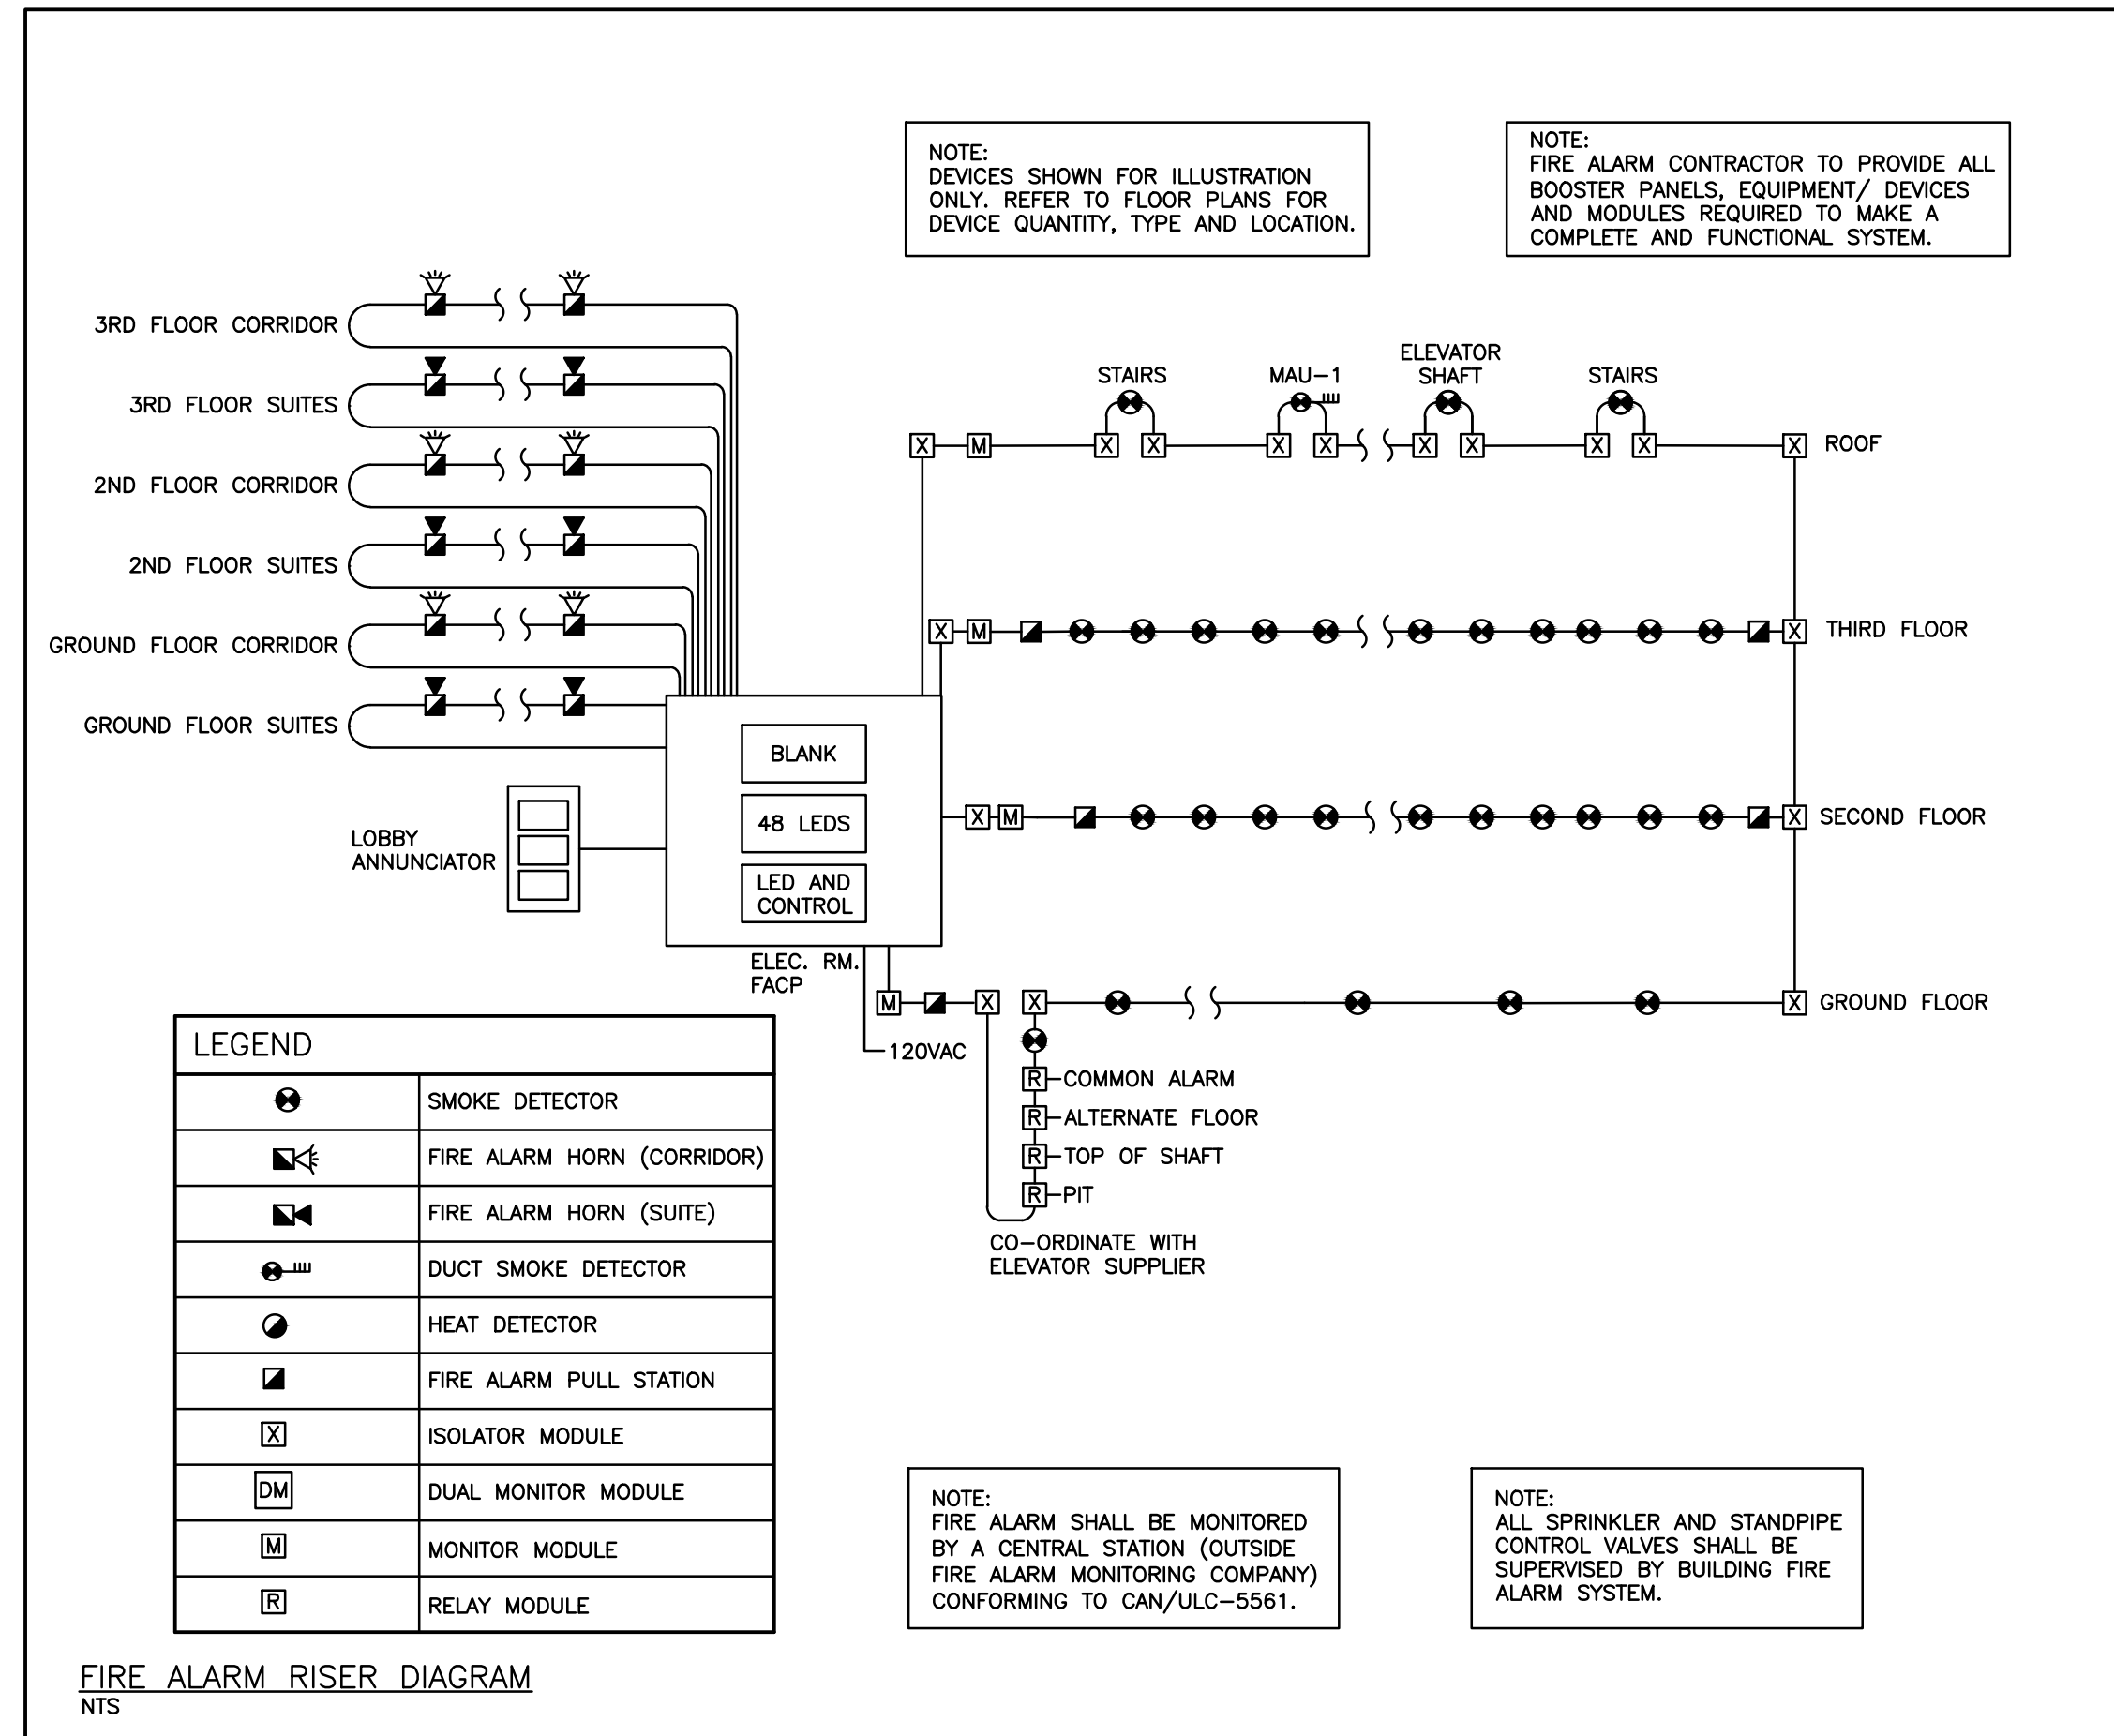 NOTE:
DEVICES SHOWN FOR ILLUSTRATION
ONLY. REFER TO FLOOR PLANS FOR
DEVICE QUANTITY, TYPE AND LOCATION.
NOTE:
FIRE ALARM CONTRACTOR TO PROVIDE ALL
BOOSTER PANELS, EQUIPMENT/ DEVICES
AND MODULES REQUIRED TO MAKE A
COMPLETE AND FUNCTIONAL SYSTEM.
3RD FLOOR CORRIDOR
3RD FLOOR SUITES
2ND FLOOR CORRIDOR
2ND FLOOR SUITES
GROUND FLOOR CORRIDOR
GROUND FLOOR SUITES
LOBBY
ANNUNCIATOR
BLANK
48 LEDS
LED AND
CONTROL
ELEC. RM.
FACP
120VAC
STAIRS
MAU-1
ELEVATOR
SHAFT
STAIRS
X M X X X X X X X X X ROOF
X M X THIRD FLOOR
X M X SECOND FLOOR
M X X X GROUND FLOOR
R COMMON ALARM
R ALTERNATE FLOOR
R TOP OF SHAFT
R PIT
CO-ORDINATE WITH
ELEVATOR SUPPLIER
LEGEND
SMOKE DETECTOR
FIRE ALARM HORN (CORRIDOR)
FIRE ALARM HORN (SUITE)
DUCT SMOKE DETECTOR
HEAT DETECTOR
FIRE ALARM PULL STATION
X ISOLATOR MODULE
DM DUAL MONITOR MODULE
M MONITOR MODULE
R RELAY MODULE
NOTE:
FIRE ALARM SHALL BE MONITORED
BY A CENTRAL STATION (OUTSIDE
FIRE ALARM MONITORING COMPANY)
CONFORMING TO CAN/ULC-5561.
NOTE:
ALL SPRINKLER AND STANDPIPE
CONTROL VALVES SHALL BE
SUPERVISED BY BUILDING FIRE
ALARM SYSTEM.
FIRE ALARM RISER DIAGRAM
NTS